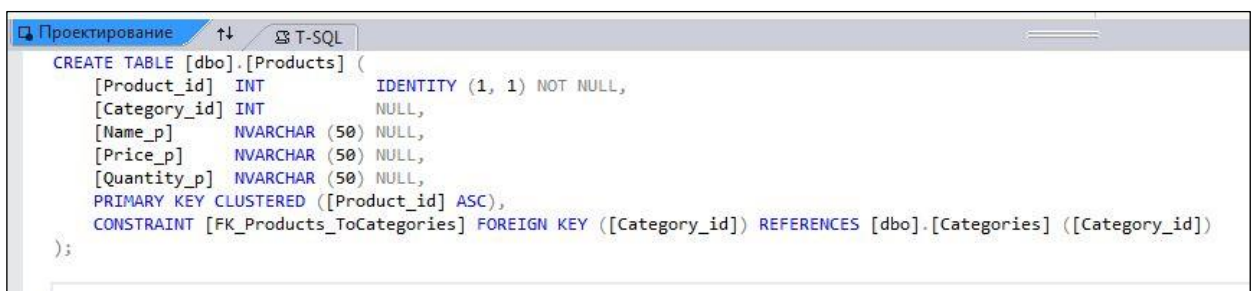 Проектирование ↑↓ T-SQL
CREATE TABLE [dbo].[Products] (
[Product_id] INT IDENTITY (1, 1) NOT NULL,
[Category_id] INT NULL,
[Name_p] NVARCHAR (50) NULL,
[Price_p] NVARCHAR (50) NULL,
[Quantity_p] NVARCHAR (50) NULL,
PRIMARY KEY CLUSTERED ([Product_id] ASC),
CONSTRAINT [FK_Products_ToCategories] FOREIGN KEY ([Category_id]) REFERENCES [dbo].[Categories] ([Category_id])
);